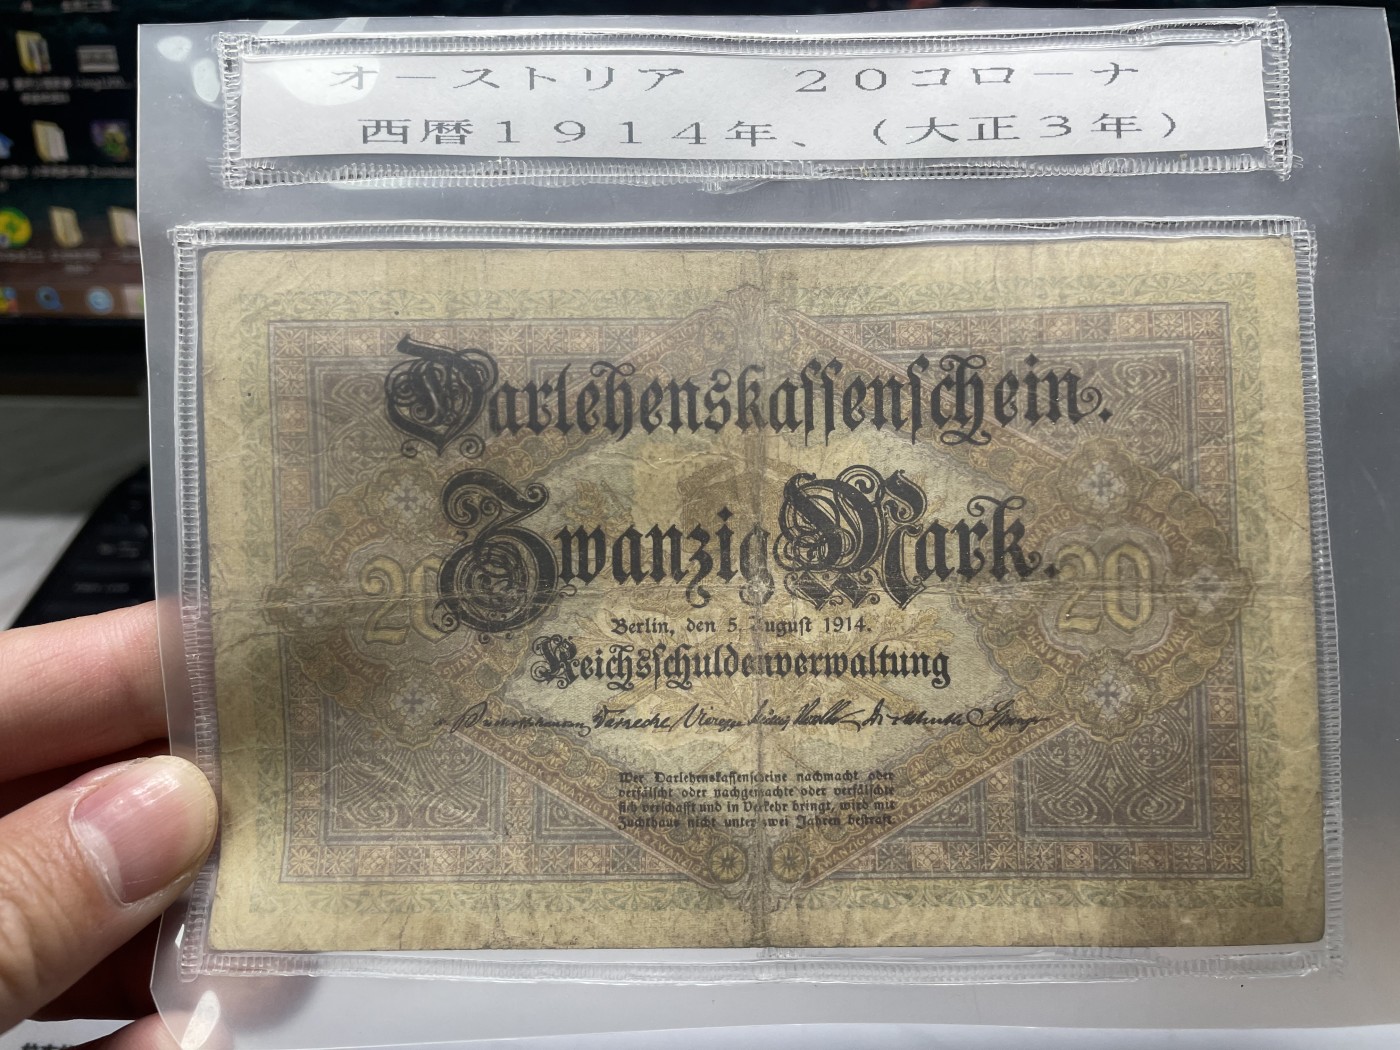 オーストリア　２０コローナ
西暦１９１４年、（大正３年）
Darlehenskassenschein.
Zwanzig Mark.
20 20
Berlin, den 5. August 1914.
Reichsschuldenverwaltung
Wer Darlehenskassenscheine nachmacht oder
verfälscht oder nachgemachte oder verfälschte
sich verschafft und in Verkehr bringt, wird mit
Zuchthaus nicht unter zwei Jahren bestraft.